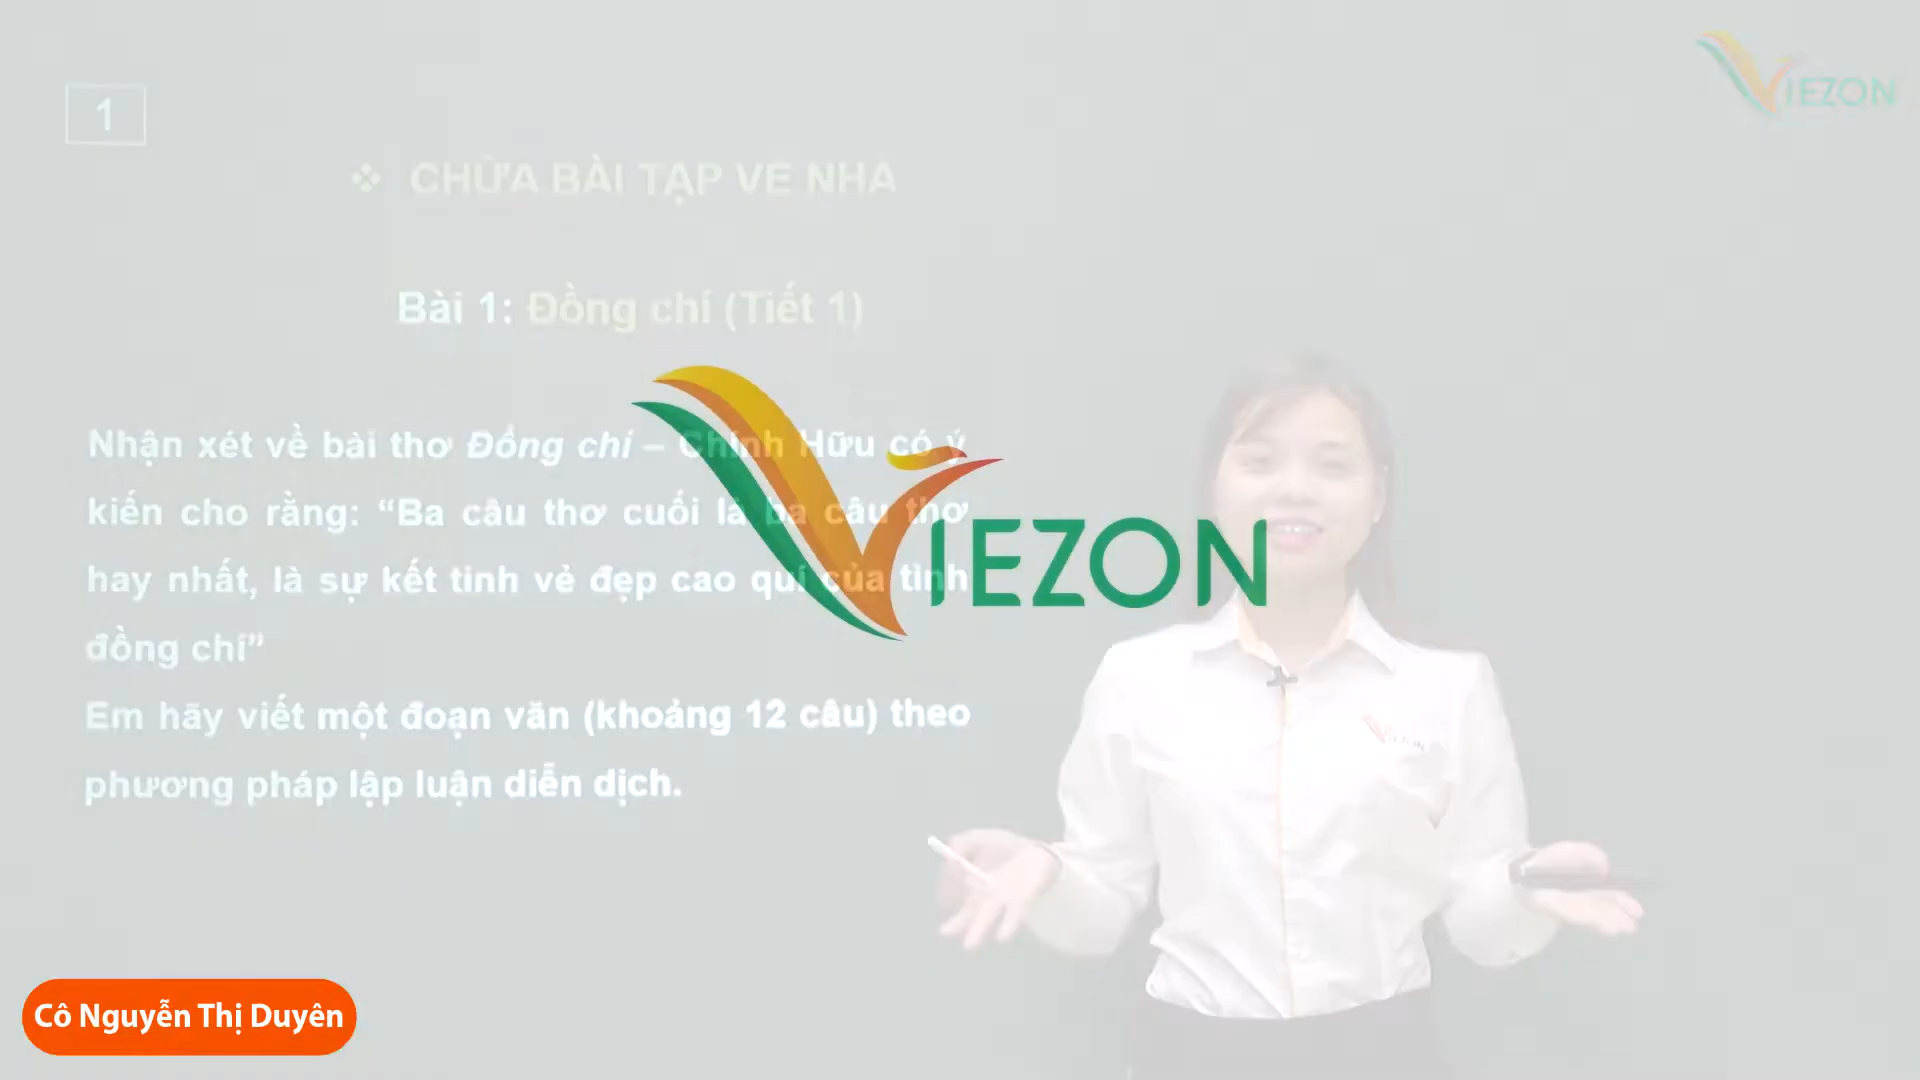 1
VIEZON
❖ CHỮA BÀI TẬP VỀ NHÀ
Bài 1: Đồng chí (Tiết 1)
Nhận xét về bài thơ Đồng chí – Chính Hữu có ý
kiến cho rằng: “Ba câu thơ cuối là ba câu thơ
hay nhất, là sự kết tinh vẻ đẹp cao quí của tình
đồng chí”
Em hãy viết một đoạn văn (khoảng 12 câu) theo
phương pháp lập luận diễn dịch.
VIEZON
VIEZON
Cô Nguyễn Thị Duyên